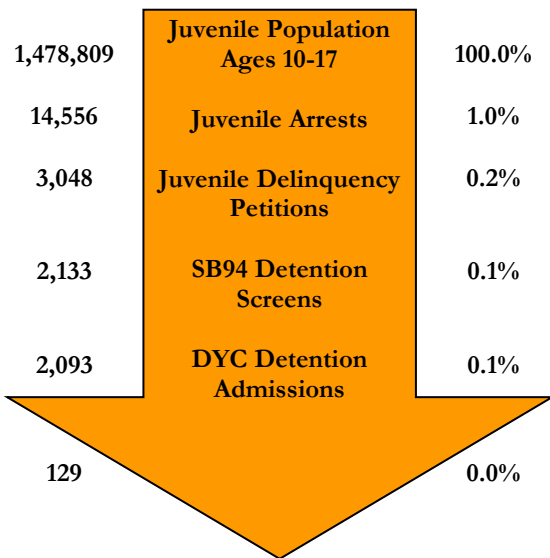 Juvenile Population
1,478,809 Ages 10-17 100.0%
14,556 Juvenile Arrests 1.0%
3,048 Juvenile Delinquency 0.2%
Petitions
2,133 SB94 Detention 0.1%
Screens
2,093 DYC Detention 0.1%
Admissions
129 0.0%